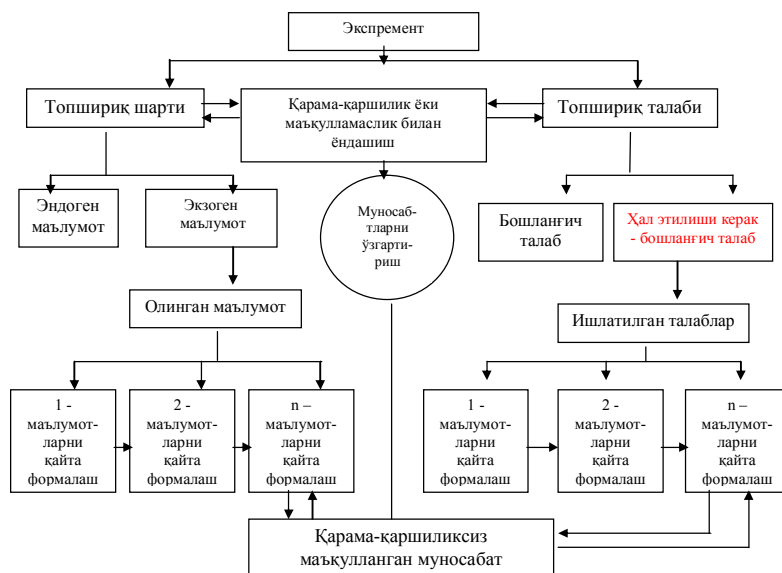 Экспремент
Топшириқ шарти
Қарама-қаршилик ёки
маъқулламаслик билан
ёндашиш
Топшириқ талаби
Эндоген
маълумот
Экзоген
маълумот
Муносаб-
тларни
ўзгарти-
риш
Бошланғич
талаб
Ҳал этилиши керак
- бошланғич талаб
Олинган маълумот
Ишлатилган талаблар
1 -
маълумот-
ларни
қайта
формалаш
2 -
маълумот-
ларни
қайта
формалаш
n –
маълумот-
ларни
қайта
формалаш
1 -
маълумот-
ларни
қайта
формалаш
2 -
маълумот-
ларни
қайта
формалаш
n –
маълумот-
ларни
қайта
формалаш
Қарама-қаршиликсиз
маъқулланган муносабат